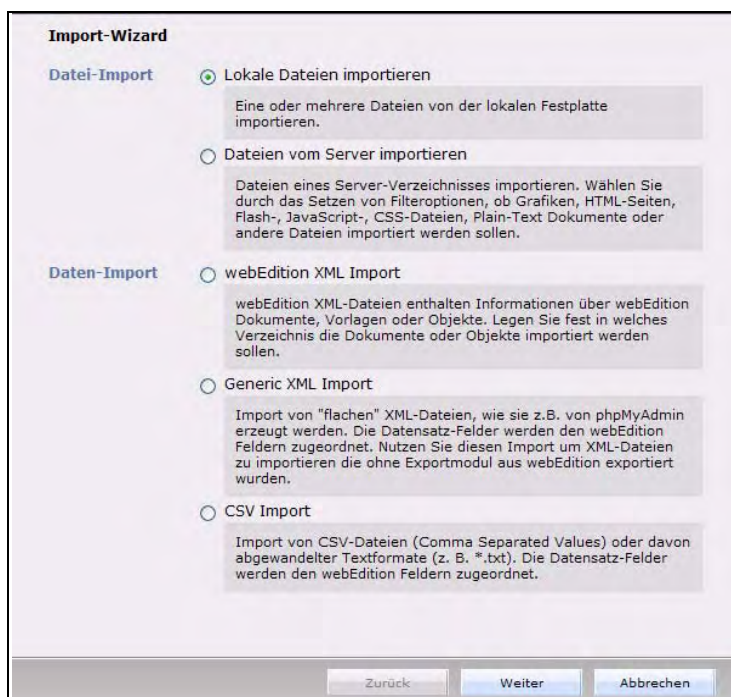 Import-Wizard
Datei-Import
Lokale Dateien importieren
Eine oder mehrere Dateien von der lokalen Festplatte
importieren.
Dateien vom Server importieren
Dateien eines Server-Verzeichnisses importieren. Wählen Sie
durch das Setzen von Filteroptionen, ob Grafiken, HTML-Seiten,
Flash-, JavaScript-, CSS-Dateien, Plain-Text Dokumente oder
andere Dateien importiert werden sollen.
Daten-Import
webEdition XML Import
webEdition XML-Dateien enthalten Informationen über webEdition
Dokumente, Vorlagen oder Objekte. Legen Sie fest in welches
Verzeichnis die Dokumente oder Objekte importiert werden
sollen.
Generic XML Import
Import von "flachen" XML-Dateien, wie sie z.B. von phpMyAdmin
erzeugt werden. Die Datensatz-Felder werden den webEdition
Feldern zugeordnet. Nutzen Sie diesen Import um XML-Dateien
zu importieren die ohne Exportmodul aus webEdition exportiert
wurden.
CSV Import
Import von CSV-Dateien (Comma Separated Values) oder davon
abgewandelter Textformate (z. B. *.txt). Die Datensatz-Felder
werden den webEdition Feldern zugeordnet.
Zurück
Weiter
Abbrechen